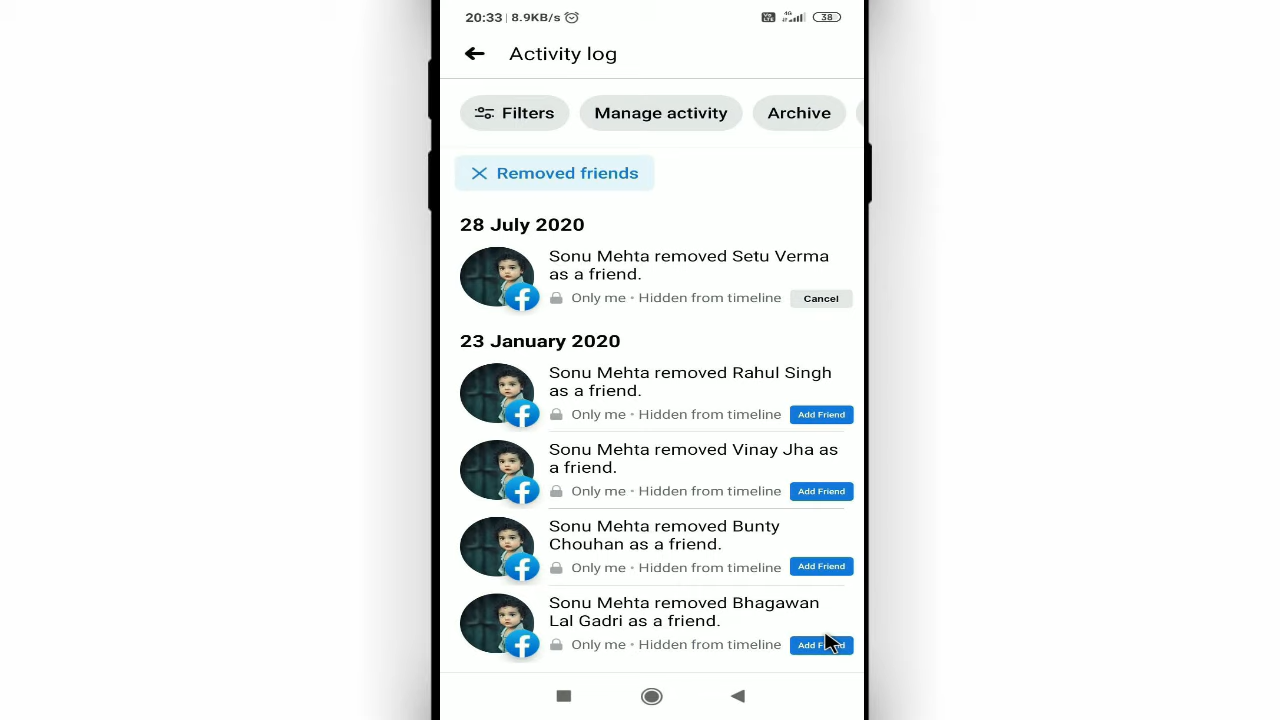 20:33 | 8.9KB/s
4G 38
Activity log
Filters
Manage activity
Archive
Removed friends
28 July 2020
Sonu Mehta removed Setu Verma
as a friend.
Only me • Hidden from timeline
Cancel
23 January 2020
Sonu Mehta removed Rahul Singh
as a friend.
Only me • Hidden from timeline
Add Friend
Sonu Mehta removed Vinay Jha as
a friend.
Only me • Hidden from timeline
Add Friend
Sonu Mehta removed Bunty
Chouhan as a friend.
Only me • Hidden from timeline
Add Friend
Sonu Mehta removed Bhagawan
Lal Gadri as a friend.
Only me • Hidden from timeline
Add Friend